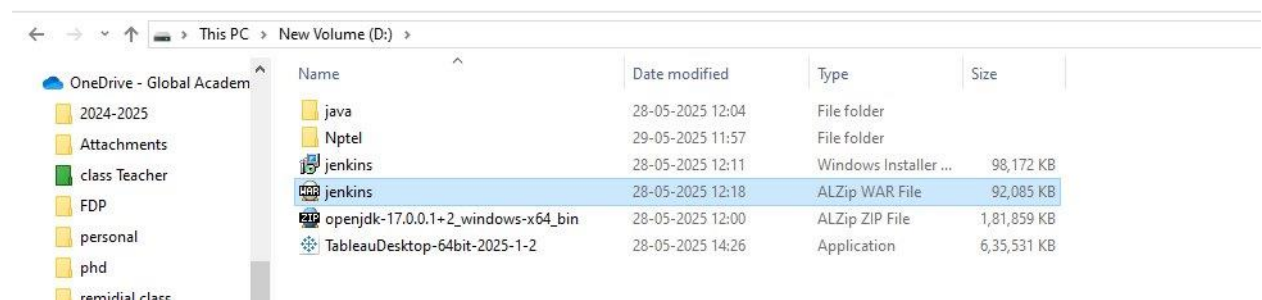 This PC > New Volume (D:) >
OneDrive - Global Academ
2024-2025
Attachments
class Teacher
FDP
personal
phd
remidial class
Name Date modified Type Size
java 28-05-2025 12:04 File folder
Nptel 29-05-2025 11:57 File folder
jenkins 28-05-2025 12:11 Windows Installer ... 98,172 KB
jenkins 28-05-2025 12:18 ALZip WAR File 92,085 KB
openjdk-17.0.0.1+2_windows-x64_bin 28-05-2025 12:00 ALZip ZIP File 1,81,859 KB
TableauDesktop-64bit-2025-1-2 28-05-2025 14:26 Application 6,35,531 KB